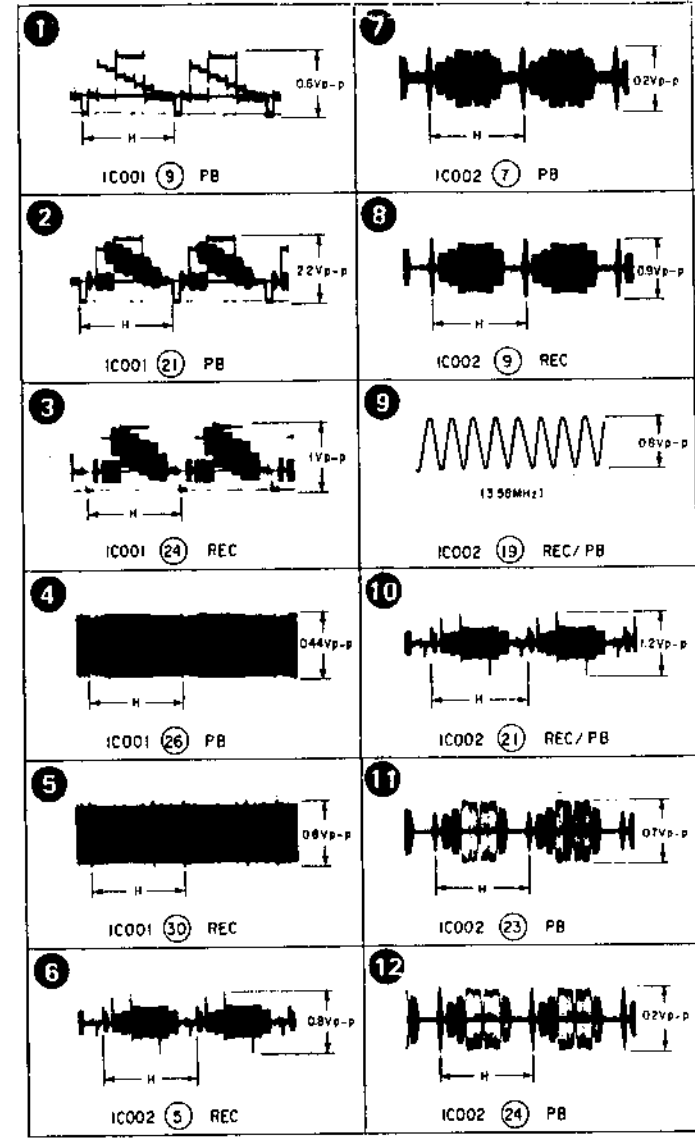 1
0.6Vp-p
H
IC001 9 PB
2
2.2Vp-p
H
IC001 21 PB
3
1Vp-p
H
IC001 24 REC
4
0.44Vp-p
H
IC001 26 PB
5
0.6Vp-p
H
IC001 30 REC
6
0.8Vp-p
H
IC002 5 REC
7
0.2Vp-p
H
IC002 7 PB
8
0.9Vp-p
H
IC002 9 REC
9
(3.58MHz)
IC002 19 REC/PB
10
1.2Vp-p
H
IC002 21 REC/PB
11
0.7Vp-p
H
IC002 23 PB
12
0.2Vp-p
H
IC002 24 PB